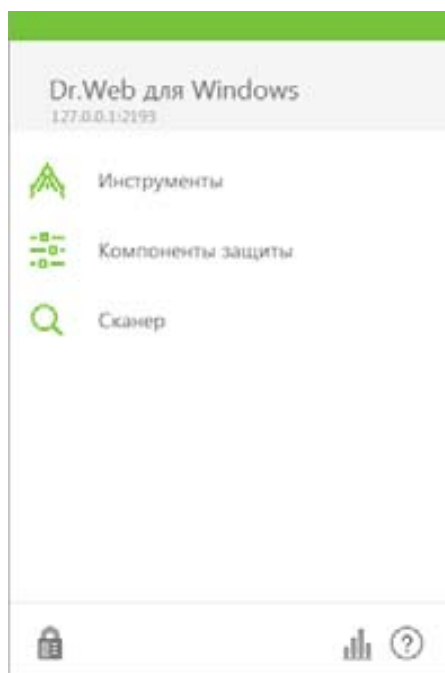 Dr.Web для Windows
127.0.0.1:2193
Инструменты
Компоненты защиты
Сканер
?